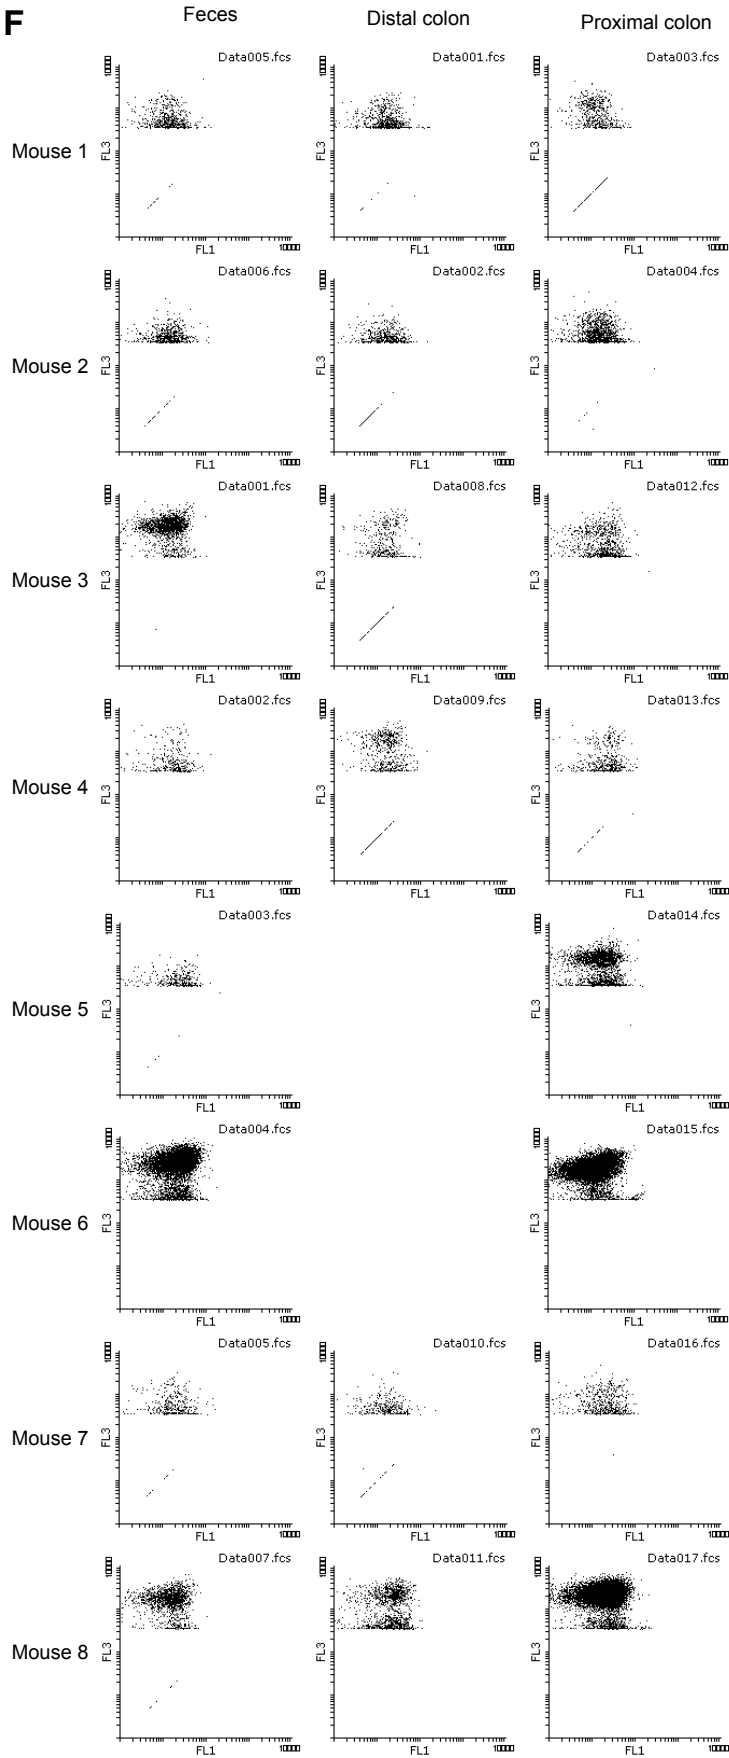 F
Feces Distal colon Proximal colon
Mouse 1
Data005.fcs Data001.fcs Data003.fcs
FL3 FL3 FL3
FL1 FL1 FL1
Mouse 2
Data006.fcs Data002.fcs Data004.fcs
FL3 FL3 FL3
FL1 FL1 FL1
Mouse 3
Data001.fcs Data008.fcs Data012.fcs
FL3 FL3 FL3
FL1 FL1 FL1
Mouse 4
Data002.fcs Data009.fcs Data013.fcs
FL3 FL3 FL3
FL1 FL1 FL1
Mouse 5
Data003.fcs Data014.fcs
FL3 FL3
FL1 FL1
Mouse 6
Data004.fcs Data015.fcs
FL3 FL3
FL1 FL1
Mouse 7
Data005.fcs Data010.fcs Data016.fcs
FL3 FL3 FL3
FL1 FL1 FL1
Mouse 8
Data007.fcs Data011.fcs Data017.fcs
FL3 FL3 FL3
FL1 FL1 FL1